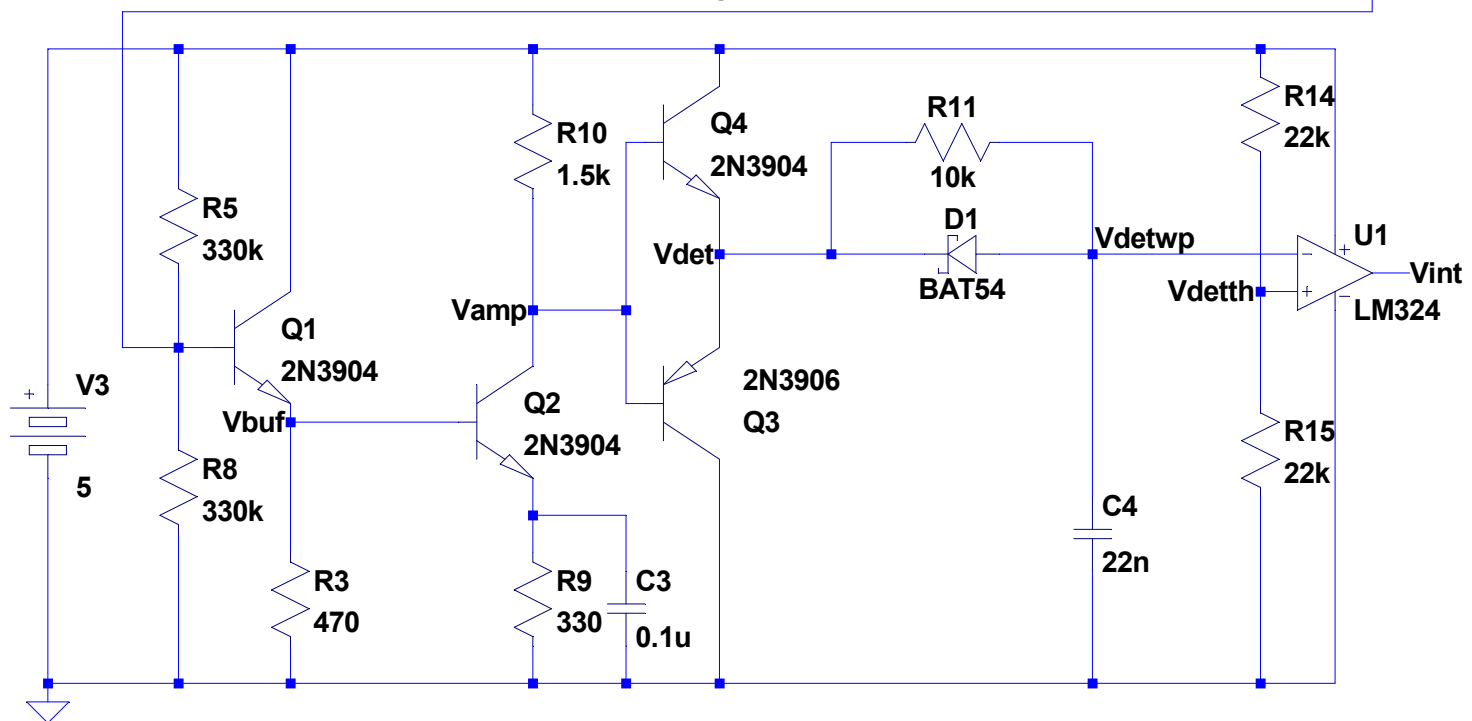 R14
22k
R11
10k
Q4
2N3904
R10
1.5k
R5
330k
D1
BAT54
Vdet
Vdetwp
U1
+
-
Vint
Vdetth
+
-
LM324
Vamp
Q1
2N3904
V3
+
5
Vbuf
Q2
2N3904
2N3906
Q3
R15
22k
R8
330k
C4
22n
R3
470
R9
330
C3
0.1u